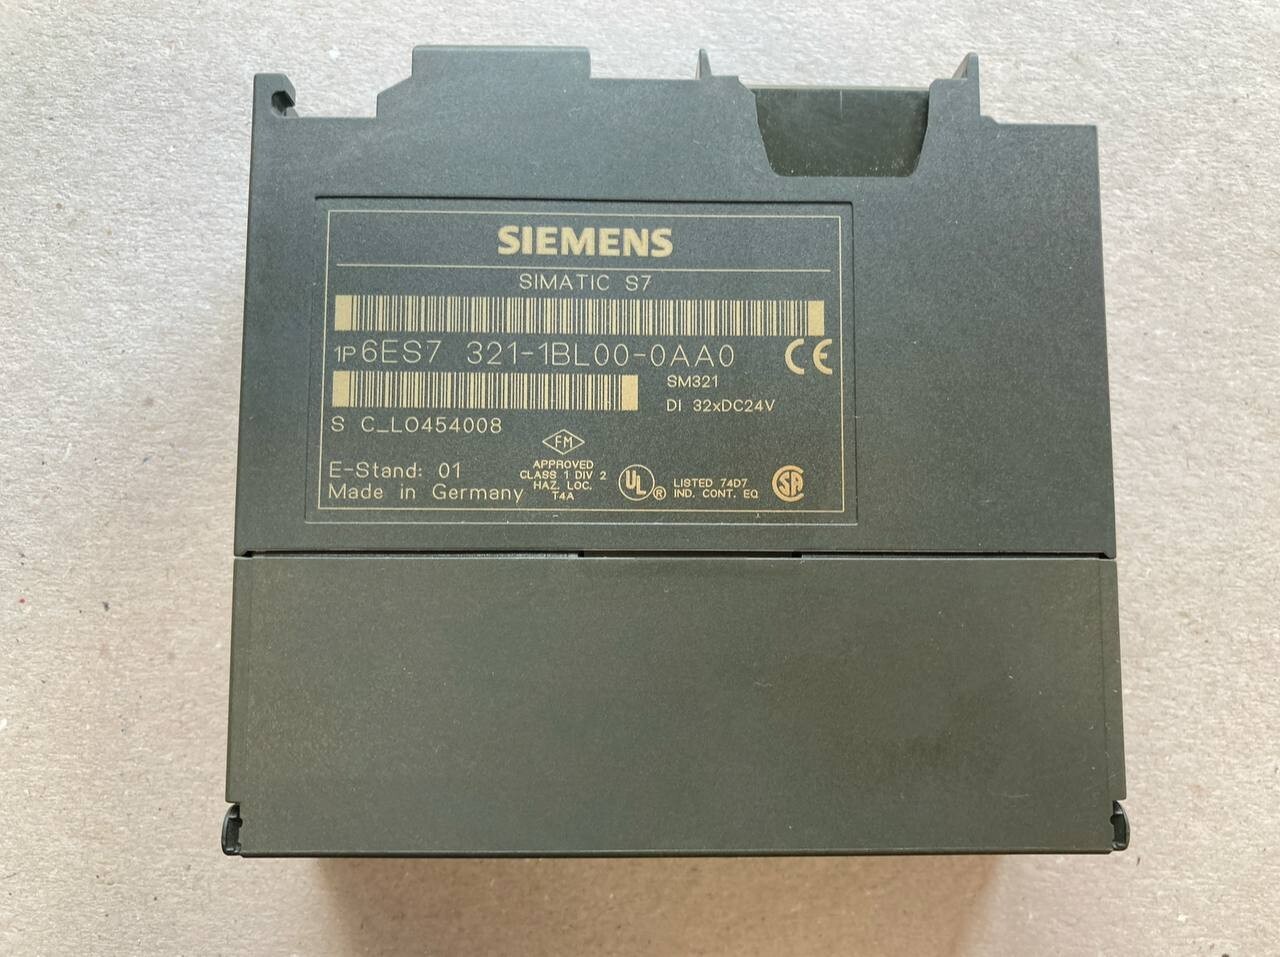 SIEMENS
SIMATIC S7
1P 6ES7 321-1BL00-0AA0
CE
SM321
DI 32xDC24V
S C_LO454008
E-Stand: 01
Made in Germany
FM
APPROVED
CLASS 1 DIV 2
HAZ. LOC.
T4A
UL ®
LISTED 74D7
IND. CONT. EQ
SA